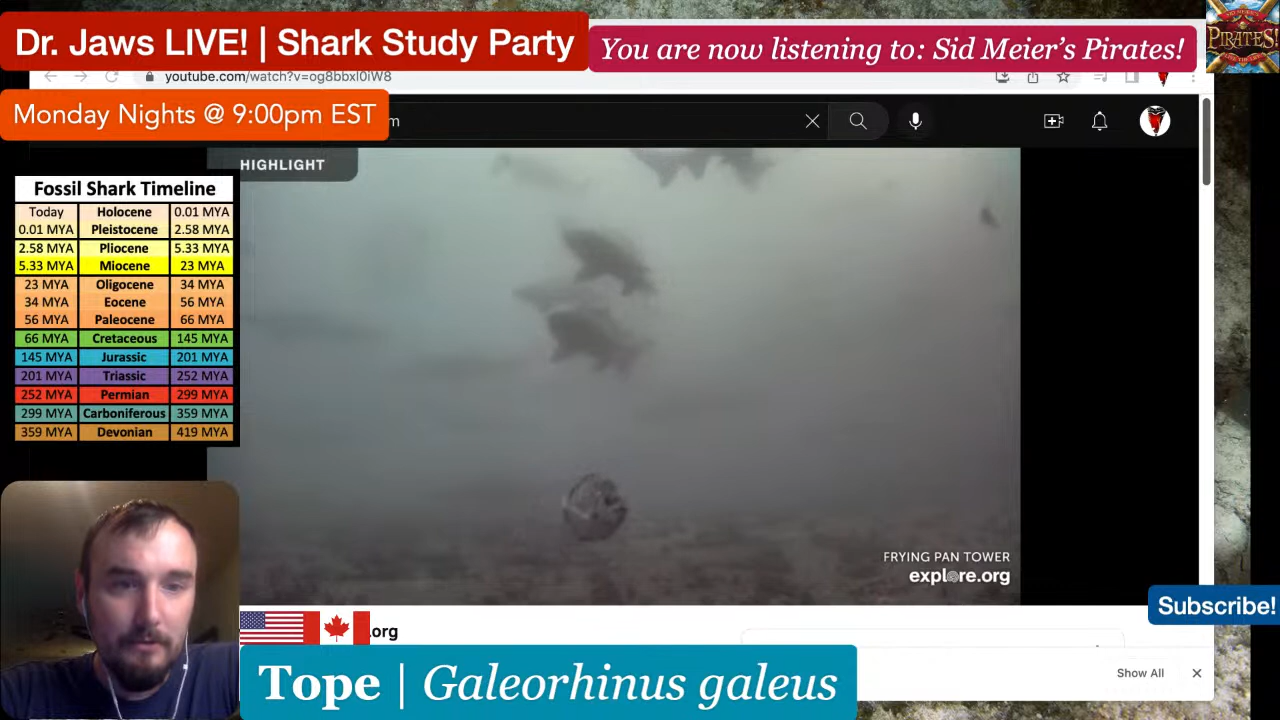 Dr. Jaws LIVE! | Shark Study Party
You are now listening to: Sid Meier's Pirates!
PIRATES!
youtube.com/watch?v=og8bbxl0iW8
Monday Nights @ 9:00pm EST
m
HIGHLIGHT
Fossil Shark Timeline
Today Holocene 0.01 MYA
0.01 MYA Pleistocene 2.58 MYA
2.58 MYA Pliocene 5.33 MYA
5.33 MYA Miocene 23 MYA
23 MYA Oligocene 34 MYA
34 MYA Eocene 56 MYA
56 MYA Paleocene 66 MYA
66 MYA Cretaceous 145 MYA
145 MYA Jurassic 201 MYA
201 MYA Triassic 252 MYA
252 MYA Permian 299 MYA
299 MYA Carboniferous 359 MYA
359 MYA Devonian 419 MYA
FRYING PAN TOWER
explore.org
Subscribe!
.org
Show All
Tope | Galeorhinus galeus